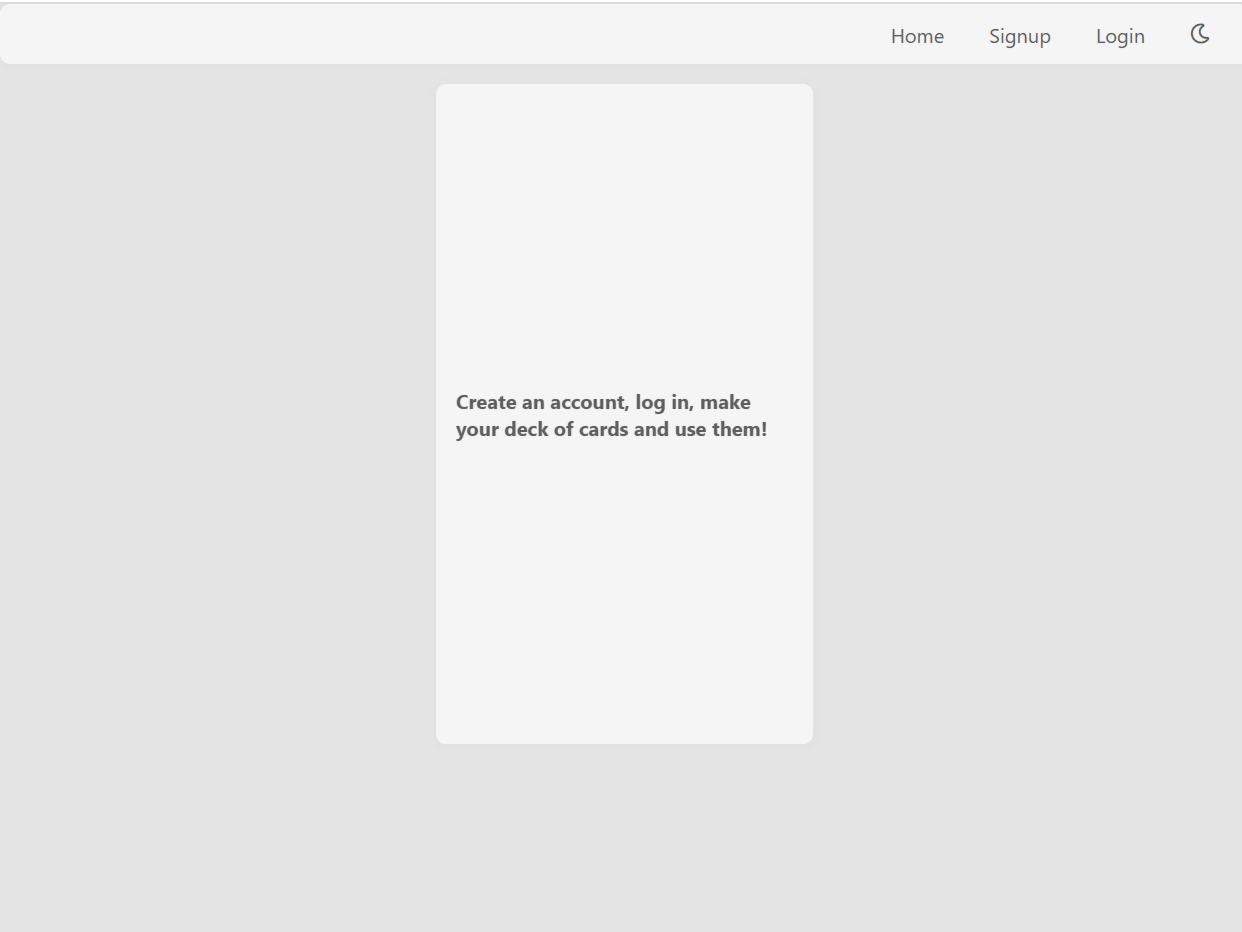 Home Signup Login
Create an account, log in, make
your deck of cards and use them!